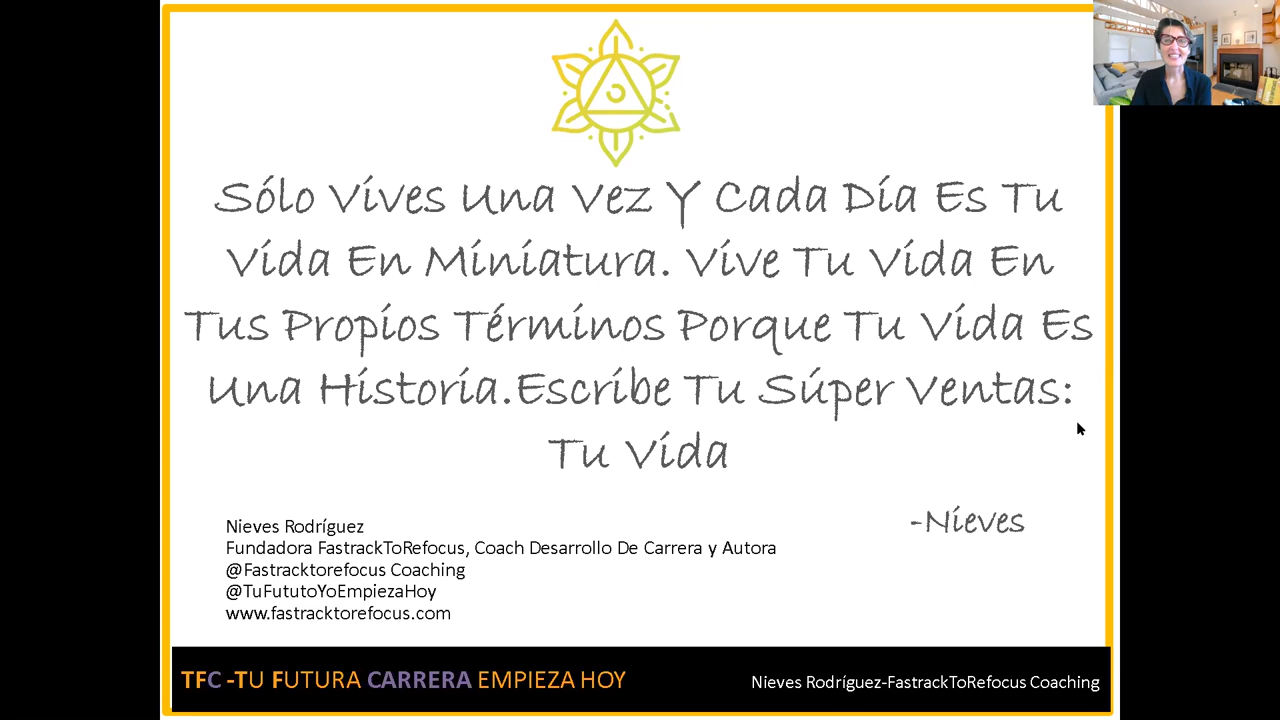 Sólo Vives Una Vez Y Cada Día Es Tu
Vida En Miniatura. Vive Tu Vida En
Tus Propios Términos Porque Tu Vida Es
Una Historia.Escribe Tu Súper Ventas:
Tu Vida
-Nieves
Nieves Rodríguez
Fundadora FastrackToRefocus, Coach Desarrollo De Carrera y Autora
@Fastracktorefocus Coaching
@TuFututoYoEmpiezaHoy
www.fastracktorefocus.com
TFC -TU FUTURA CARRERA EMPIEZA HOY
Nieves Rodríguez-FastrackToRefocus Coaching